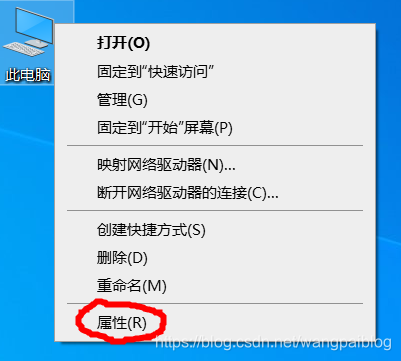 此电脑
打开(O)
固定到“快速访问”
管理(G)
固定到“开始”屏幕(P)
映射网络驱动器(N)...
断开网络驱动器的连接(C)...
创建快捷方式(S)
删除(D)
重命名(M)
属性(R)
https://blog.csdn.net/wangpaiblog